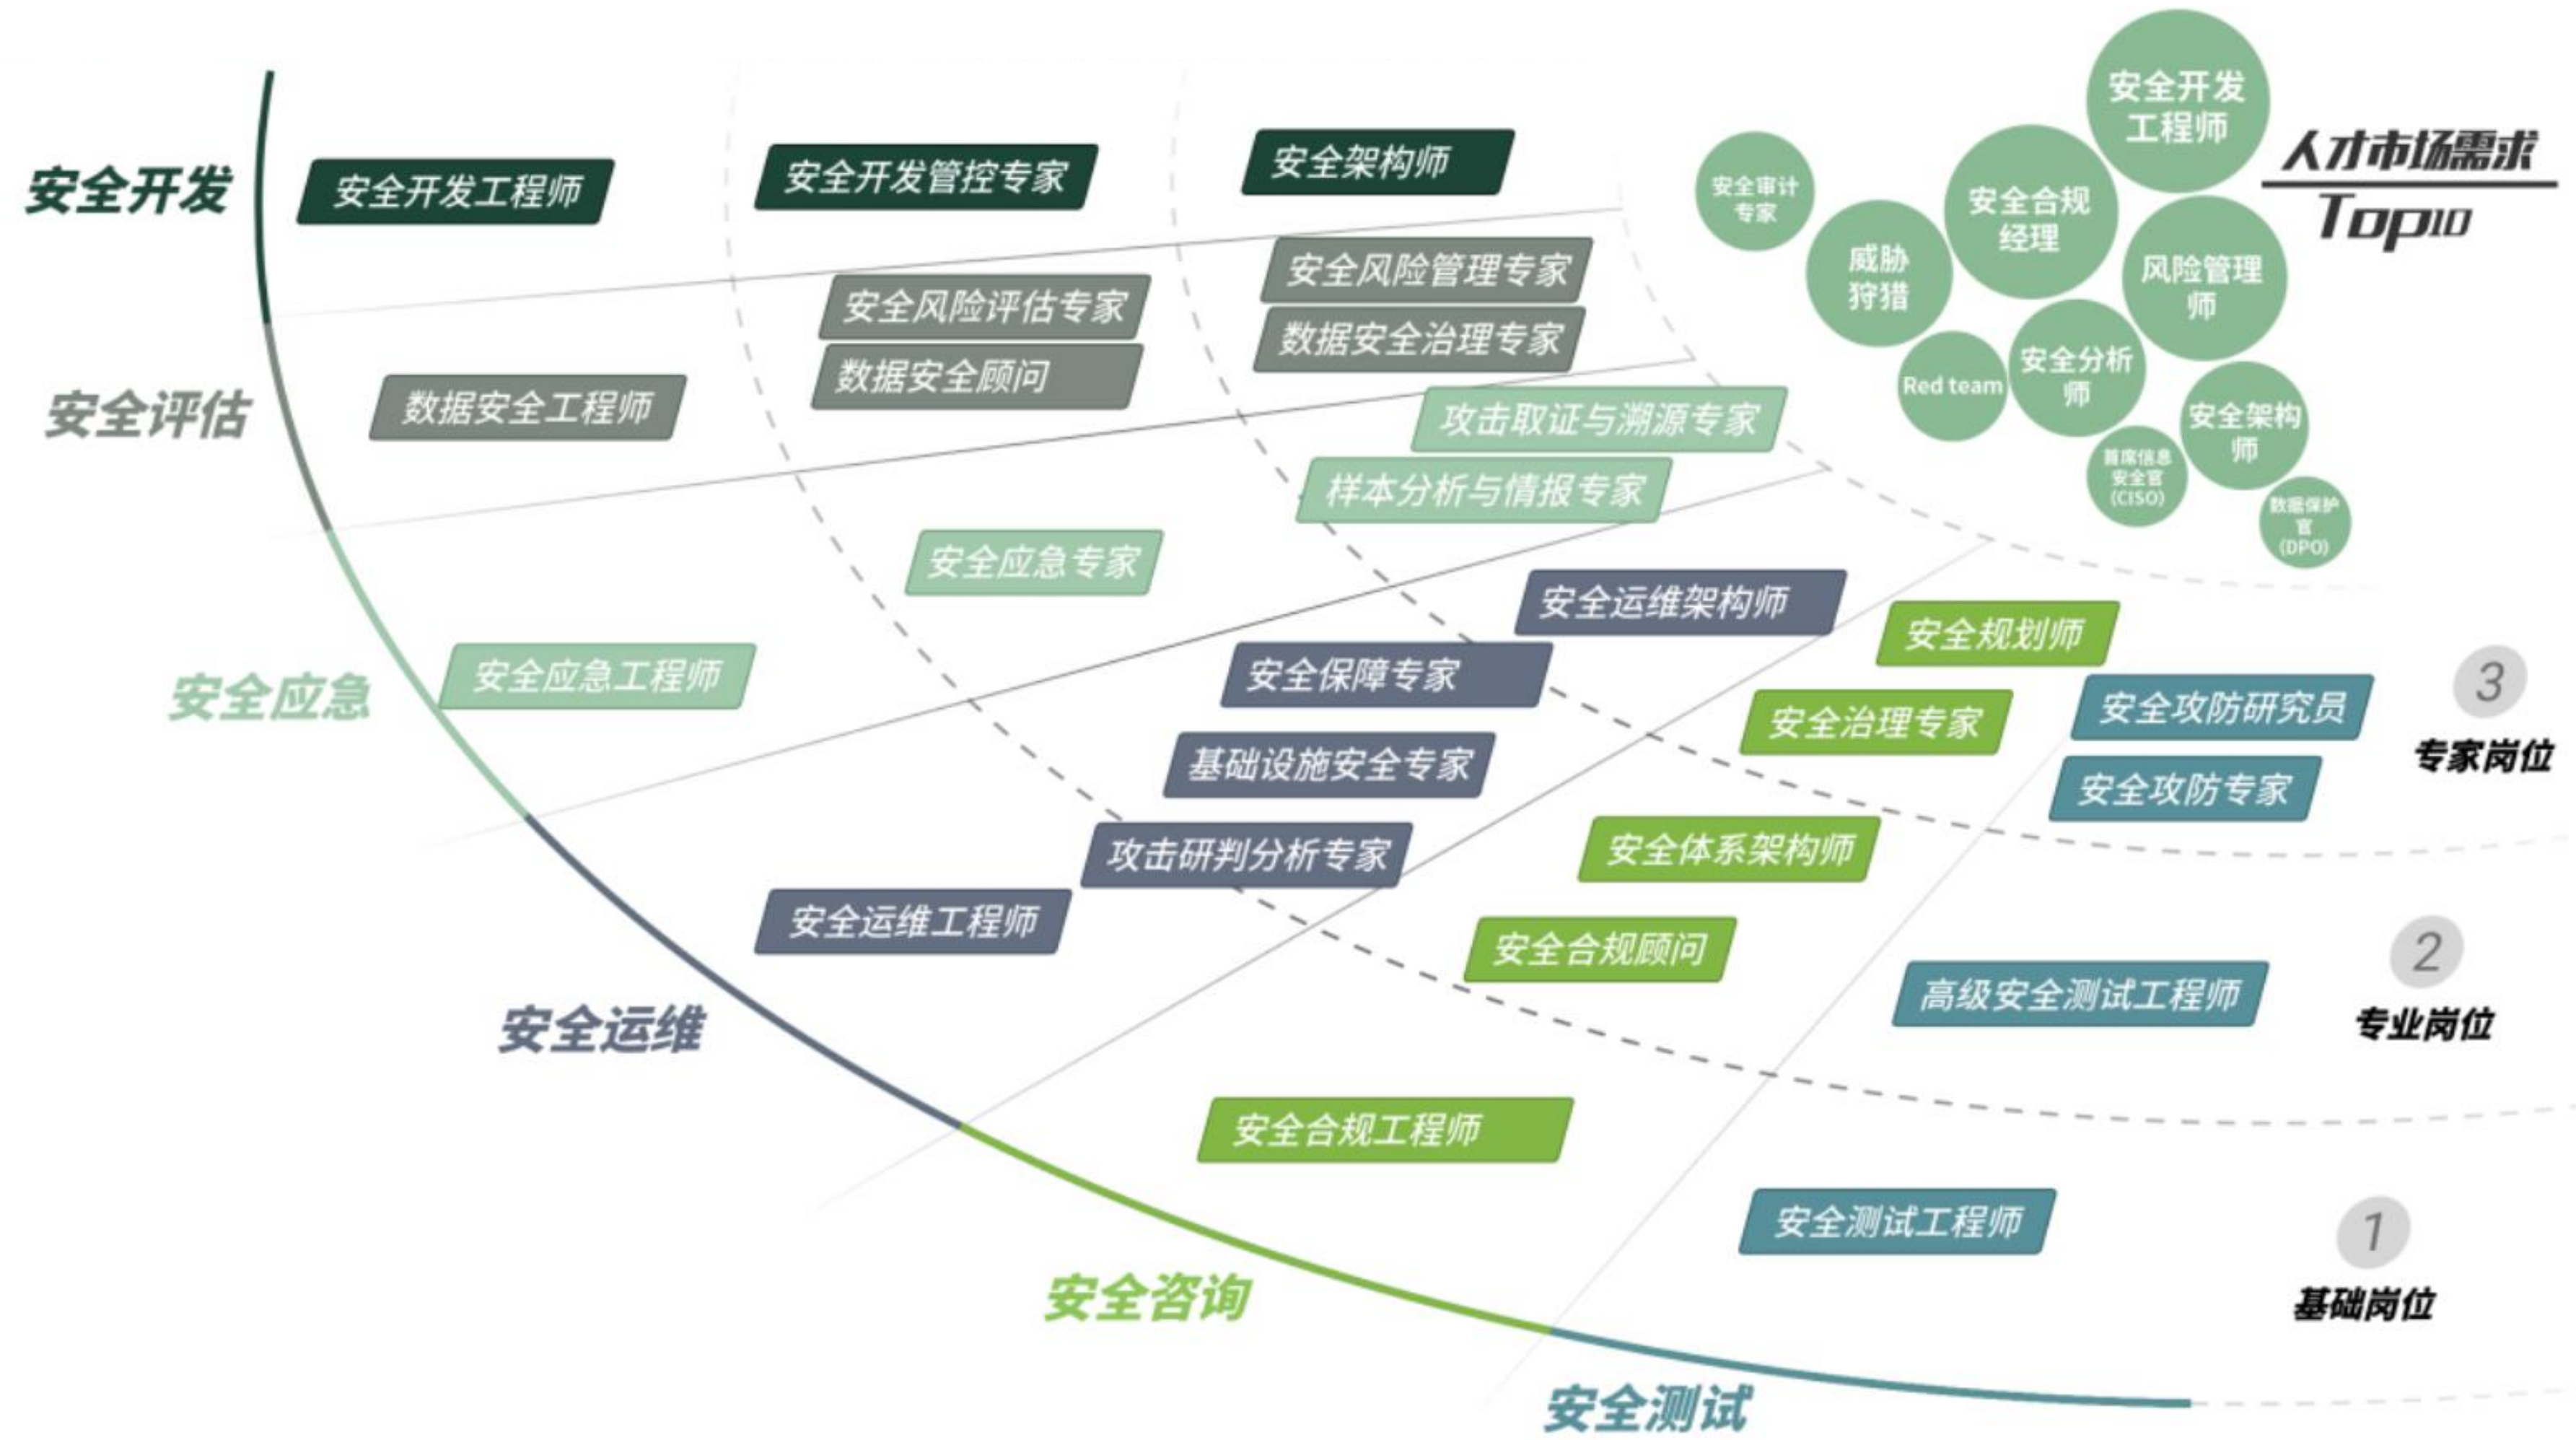 安全开发
安全开发工程师
安全开发管控专家
安全架构师
安全评估
数据安全工程师
安全风险评估专家
数据安全顾问
安全风险管理专家
数据安全治理专家
安全应急
安全应急工程师
安全应急专家
攻击取证与溯源专家
样本分析与情报专家
安全运维
安全运维工程师
安全保障专家
基础设施安全专家
攻击研判分析专家
安全运维架构师
安全咨询
安全合规工程师
安全体系架构师
安全合规顾问
安全规划师
安全治理专家
安全测试
安全测试工程师
高级安全测试工程师
安全攻防研究员
安全攻防专家
3
专家岗位
2
专业岗位
1
基础岗位
人才市场需求
Top10
安全开发
工程师
安全合规
经理
风险管理
师
威胁
狩猎
安全分析
师
安全架构
师
安全审计
专家
Red team
首席信息
安全官
(CISO)
数据保护
官
(DPO)